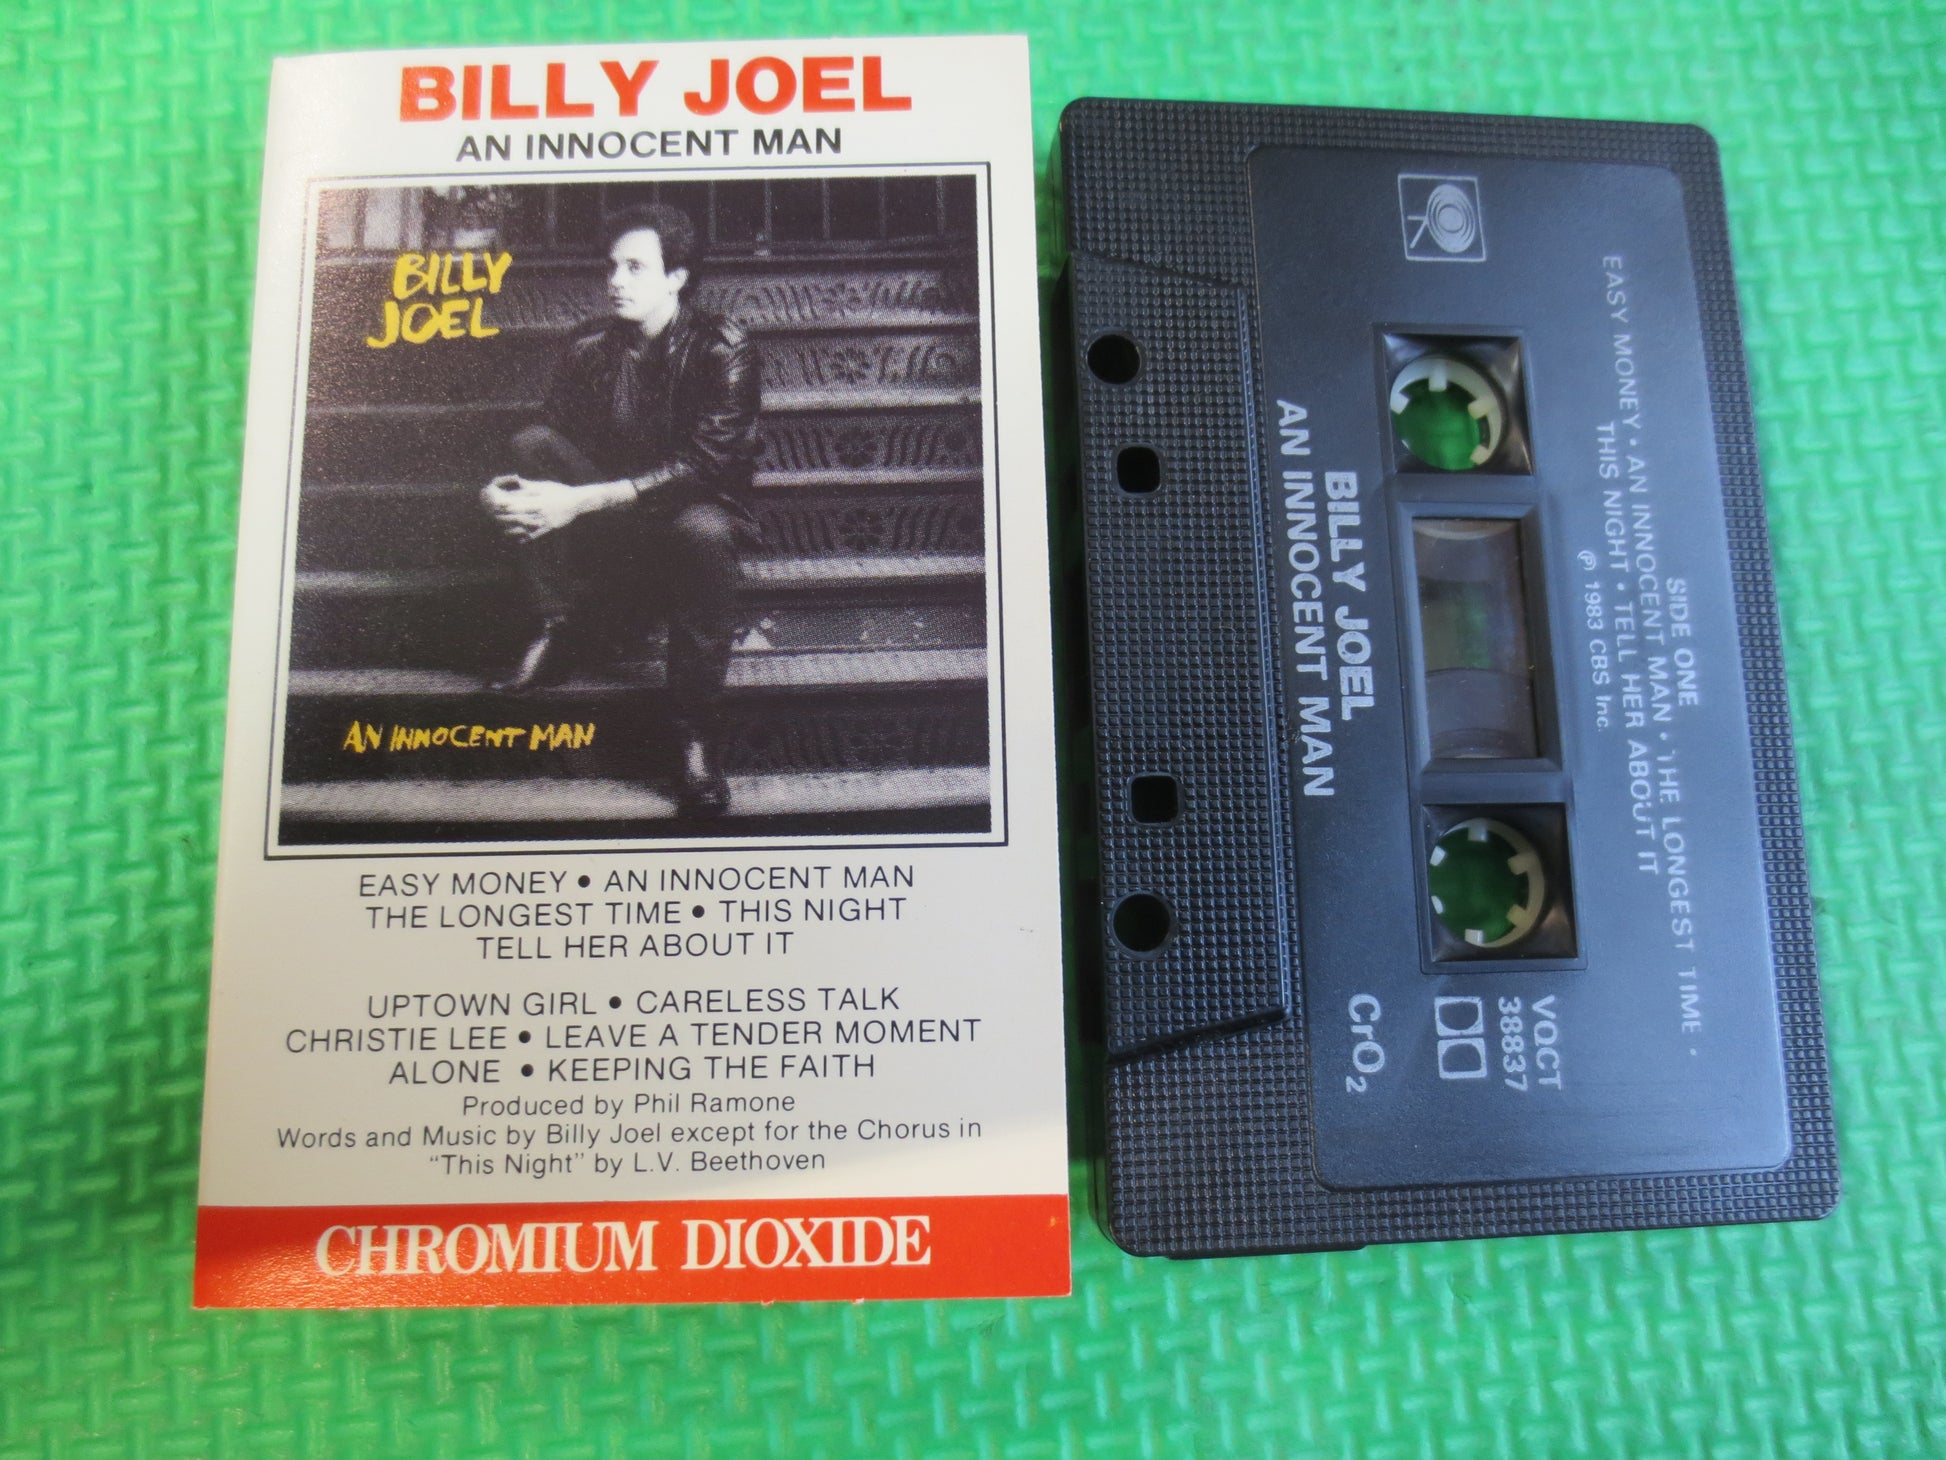 BILLY JOEL
AN INNOCENT MAN
BILLY
JOEL
AN INNOCENT MAN
EASY MONEY • AN INNOCENT MAN
THE LONGEST TIME • THIS NIGHT
TELL HER ABOUT IT
UPTOWN GIRL • CARELESS TALK
CHRISTIE LEE • LEAVE A TENDER MOMENT
ALONE • KEEPING THE FAITH
Produced by Phil Ramone
Words and Music by Billy Joel except for the Chorus in
"This Night" by L.V. Beethoven
CHROMIUM DIOXIDE
SIDE ONE
EASY MONEY • AN INNOCENT MAN • THE LONGEST TIME •
THIS NIGHT • TELL HER ABOUT IT
℗ 1983 CBS Inc.
VQCT
38837
BILLY JOEL
AN INNOCENT MAN
CrO₂